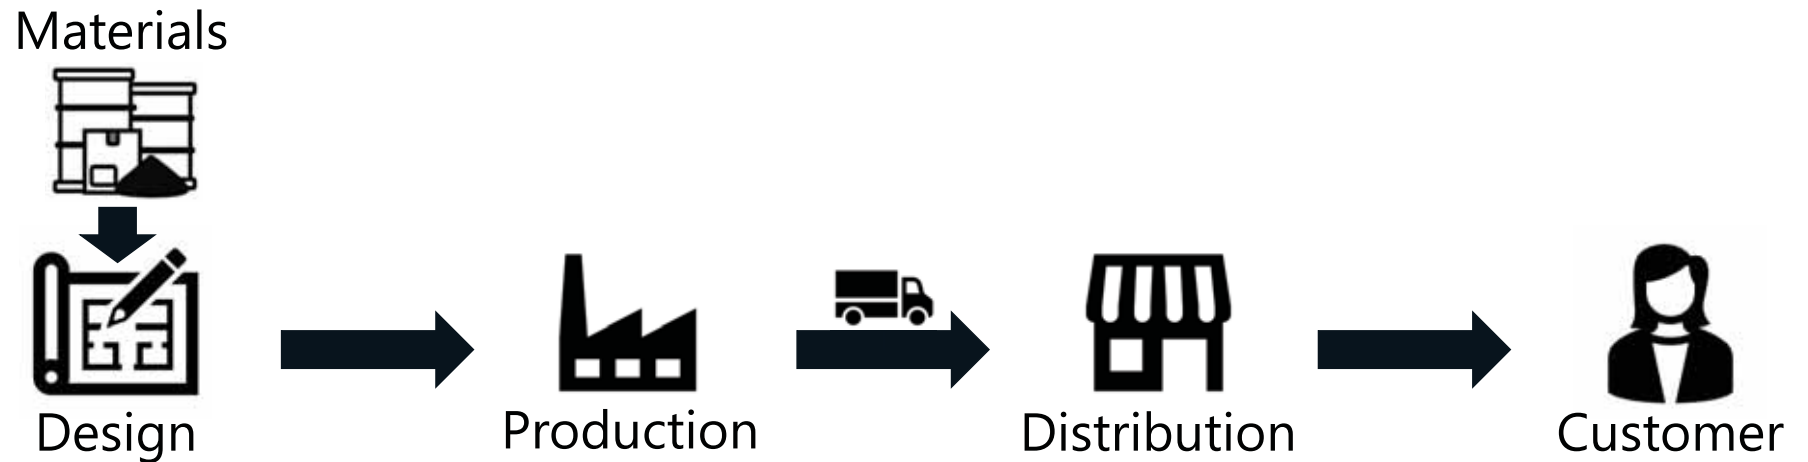 Materials
Design
Production
Distribution
Customer